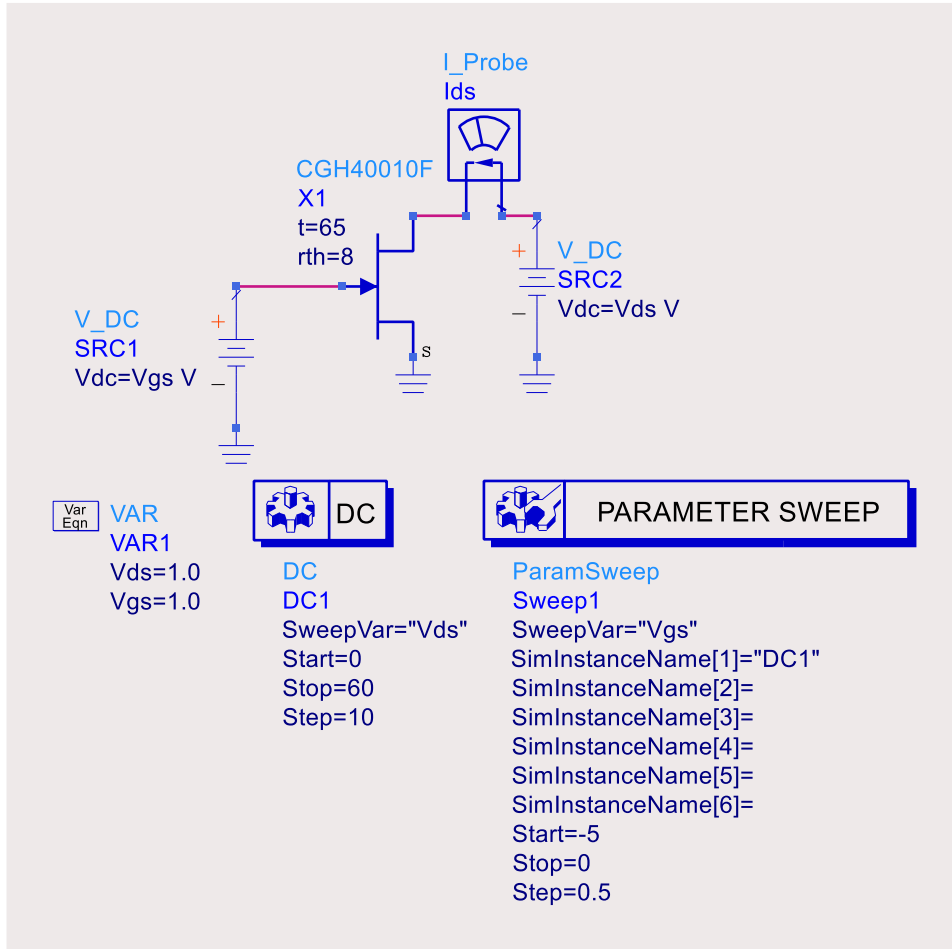 I_Probe
Ids
CGH40010F
X1
t=65
rth=8
+
V_DC
SRC2
Vdc=Vds V
–
V_DC
SRC1
Vdc=Vgs V
+
–
S
Var
Eqn
VAR
VAR1
Vds=1.0
Vgs=1.0
DC
DC
DC1
SweepVar="Vds"
Start=0
Stop=60
Step=10
PARAMETER SWEEP
ParamSweep
Sweep1
SweepVar="Vgs"
SimInstanceName[1]="DC1"
SimInstanceName[2]=
SimInstanceName[3]=
SimInstanceName[4]=
SimInstanceName[5]=
SimInstanceName[6]=
Start=-5
Stop=0
Step=0.5